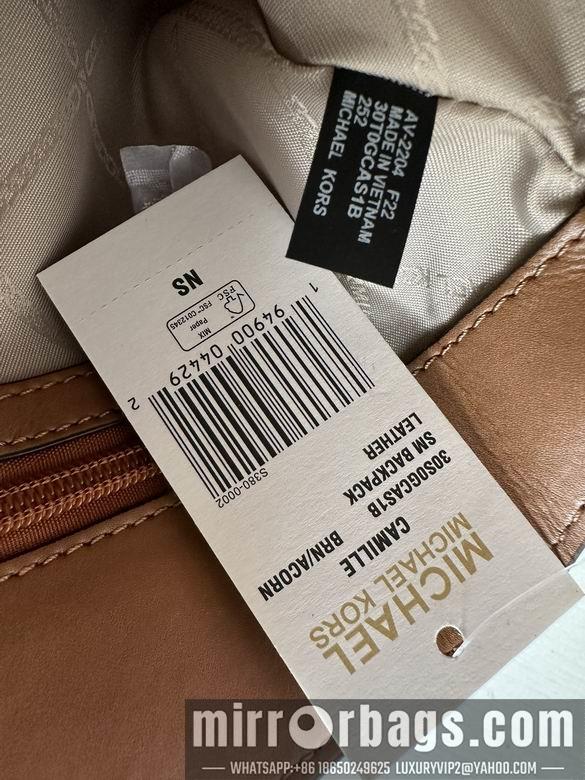 AV-2204 F22
MADE IN VIETNAM
30T0GCAS1B
252
MICHAEL KORS
MICHAEL
MICHAEL KORS
CAMILLE BRN/ACORN
30S0GCAS1B
SM BACKPACK
LEATHER
S380-0002
1 94900 04429 2
FSC
MIX
Paper
FSC™ C012345
NS
mirrorbags.com
WHATSAPP:+86 18650249625 LUXURYVIP2@YAHOO.COM